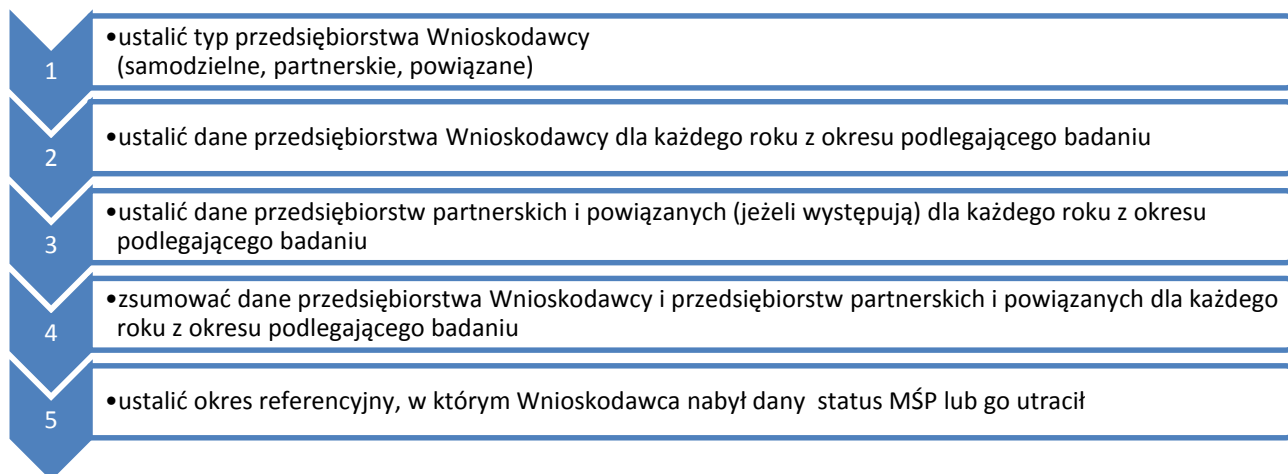 1
•ustalić typ przedsiębiorstwa Wnioskodawcy
(samodzielne, partnerskie, powiązane)
2
•ustalić dane przedsiębiorstwa Wnioskodawcy dla każdego roku z okresu podlegającego badaniu
3
•ustalić dane przedsiębiorstw partnerskich i powiązanych (jeżeli występują) dla każdego roku z okresu
podlegającego badaniu
4
•zsumować dane przedsiębiorstwa Wnioskodawcy i przedsiębiorstw partnerskich i powiązanych dla każdego
roku z okresu podlegającego badaniu
5
•ustalić okres referencyjny, w którym Wnioskodawca nabył dany status MŚP lub go utracił